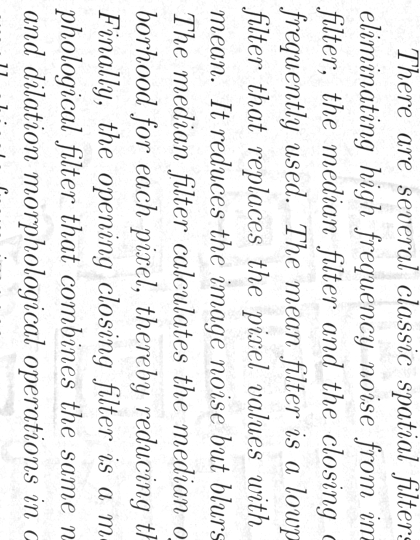 There are several classic spatial filters
eliminating high frequency noise from im
filter, the median filter and the closing
frequently used. The mean filter is a lowp
filter that replaces the pixel values with
mean. It reduces the image noise but blurs
The median filter calculates the median o
borhood for each pixel, thereby reducing th
Finally, the opening closing filter is a m
phological filter that combines the same n
and dilation morphological operations in